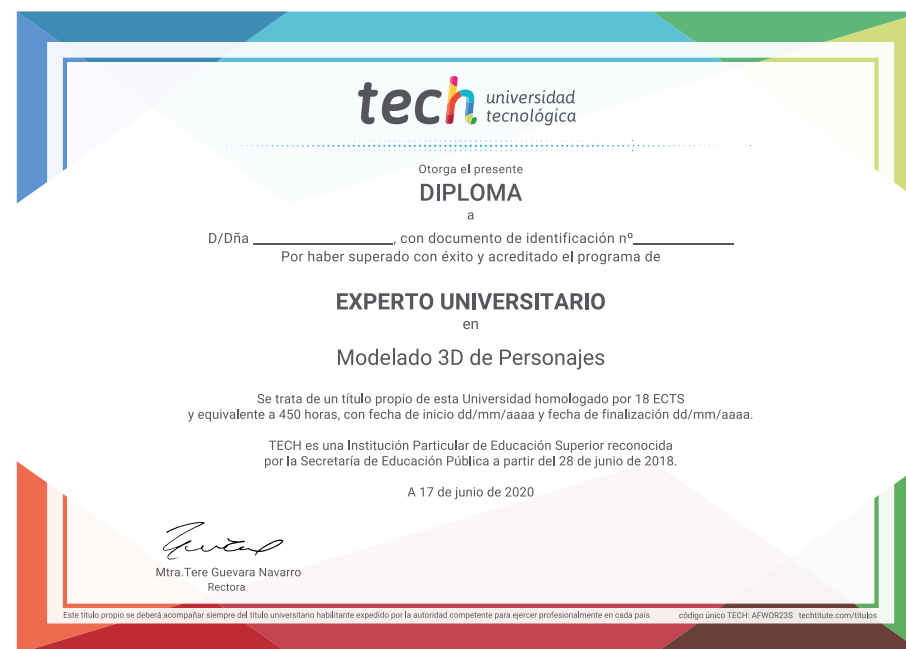 tech universidad
tecnológica
Otorga el presente
DIPLOMA
a
D/Dña ____________, con documento de identificación nº____________
Por haber superado con éxito y acreditado el programa de
EXPERTO UNIVERSITARIO
en
Modelado 3D de Personajes
Se trata de un título propio de esta Universidad homologado por 18 ECTS
y equivalente a 450 horas, con fecha de inicio dd/mm/aaaa y fecha de finalización dd/mm/aaaa.
TECH es una Institución Particular de Educación Superior reconocida
por la Secretaría de Educación Pública a partir del 28 de junio de 2018.
A 17 de junio de 2020
Mtra.Tere Guevara Navarro
Rectora
Este título propio se deberá acompañar siempre del título universitario habilitante expedido por la autoridad competente para ejercer profesionalmente en cada país. código único TECH: AFWOR23S techtitute.com/titulos